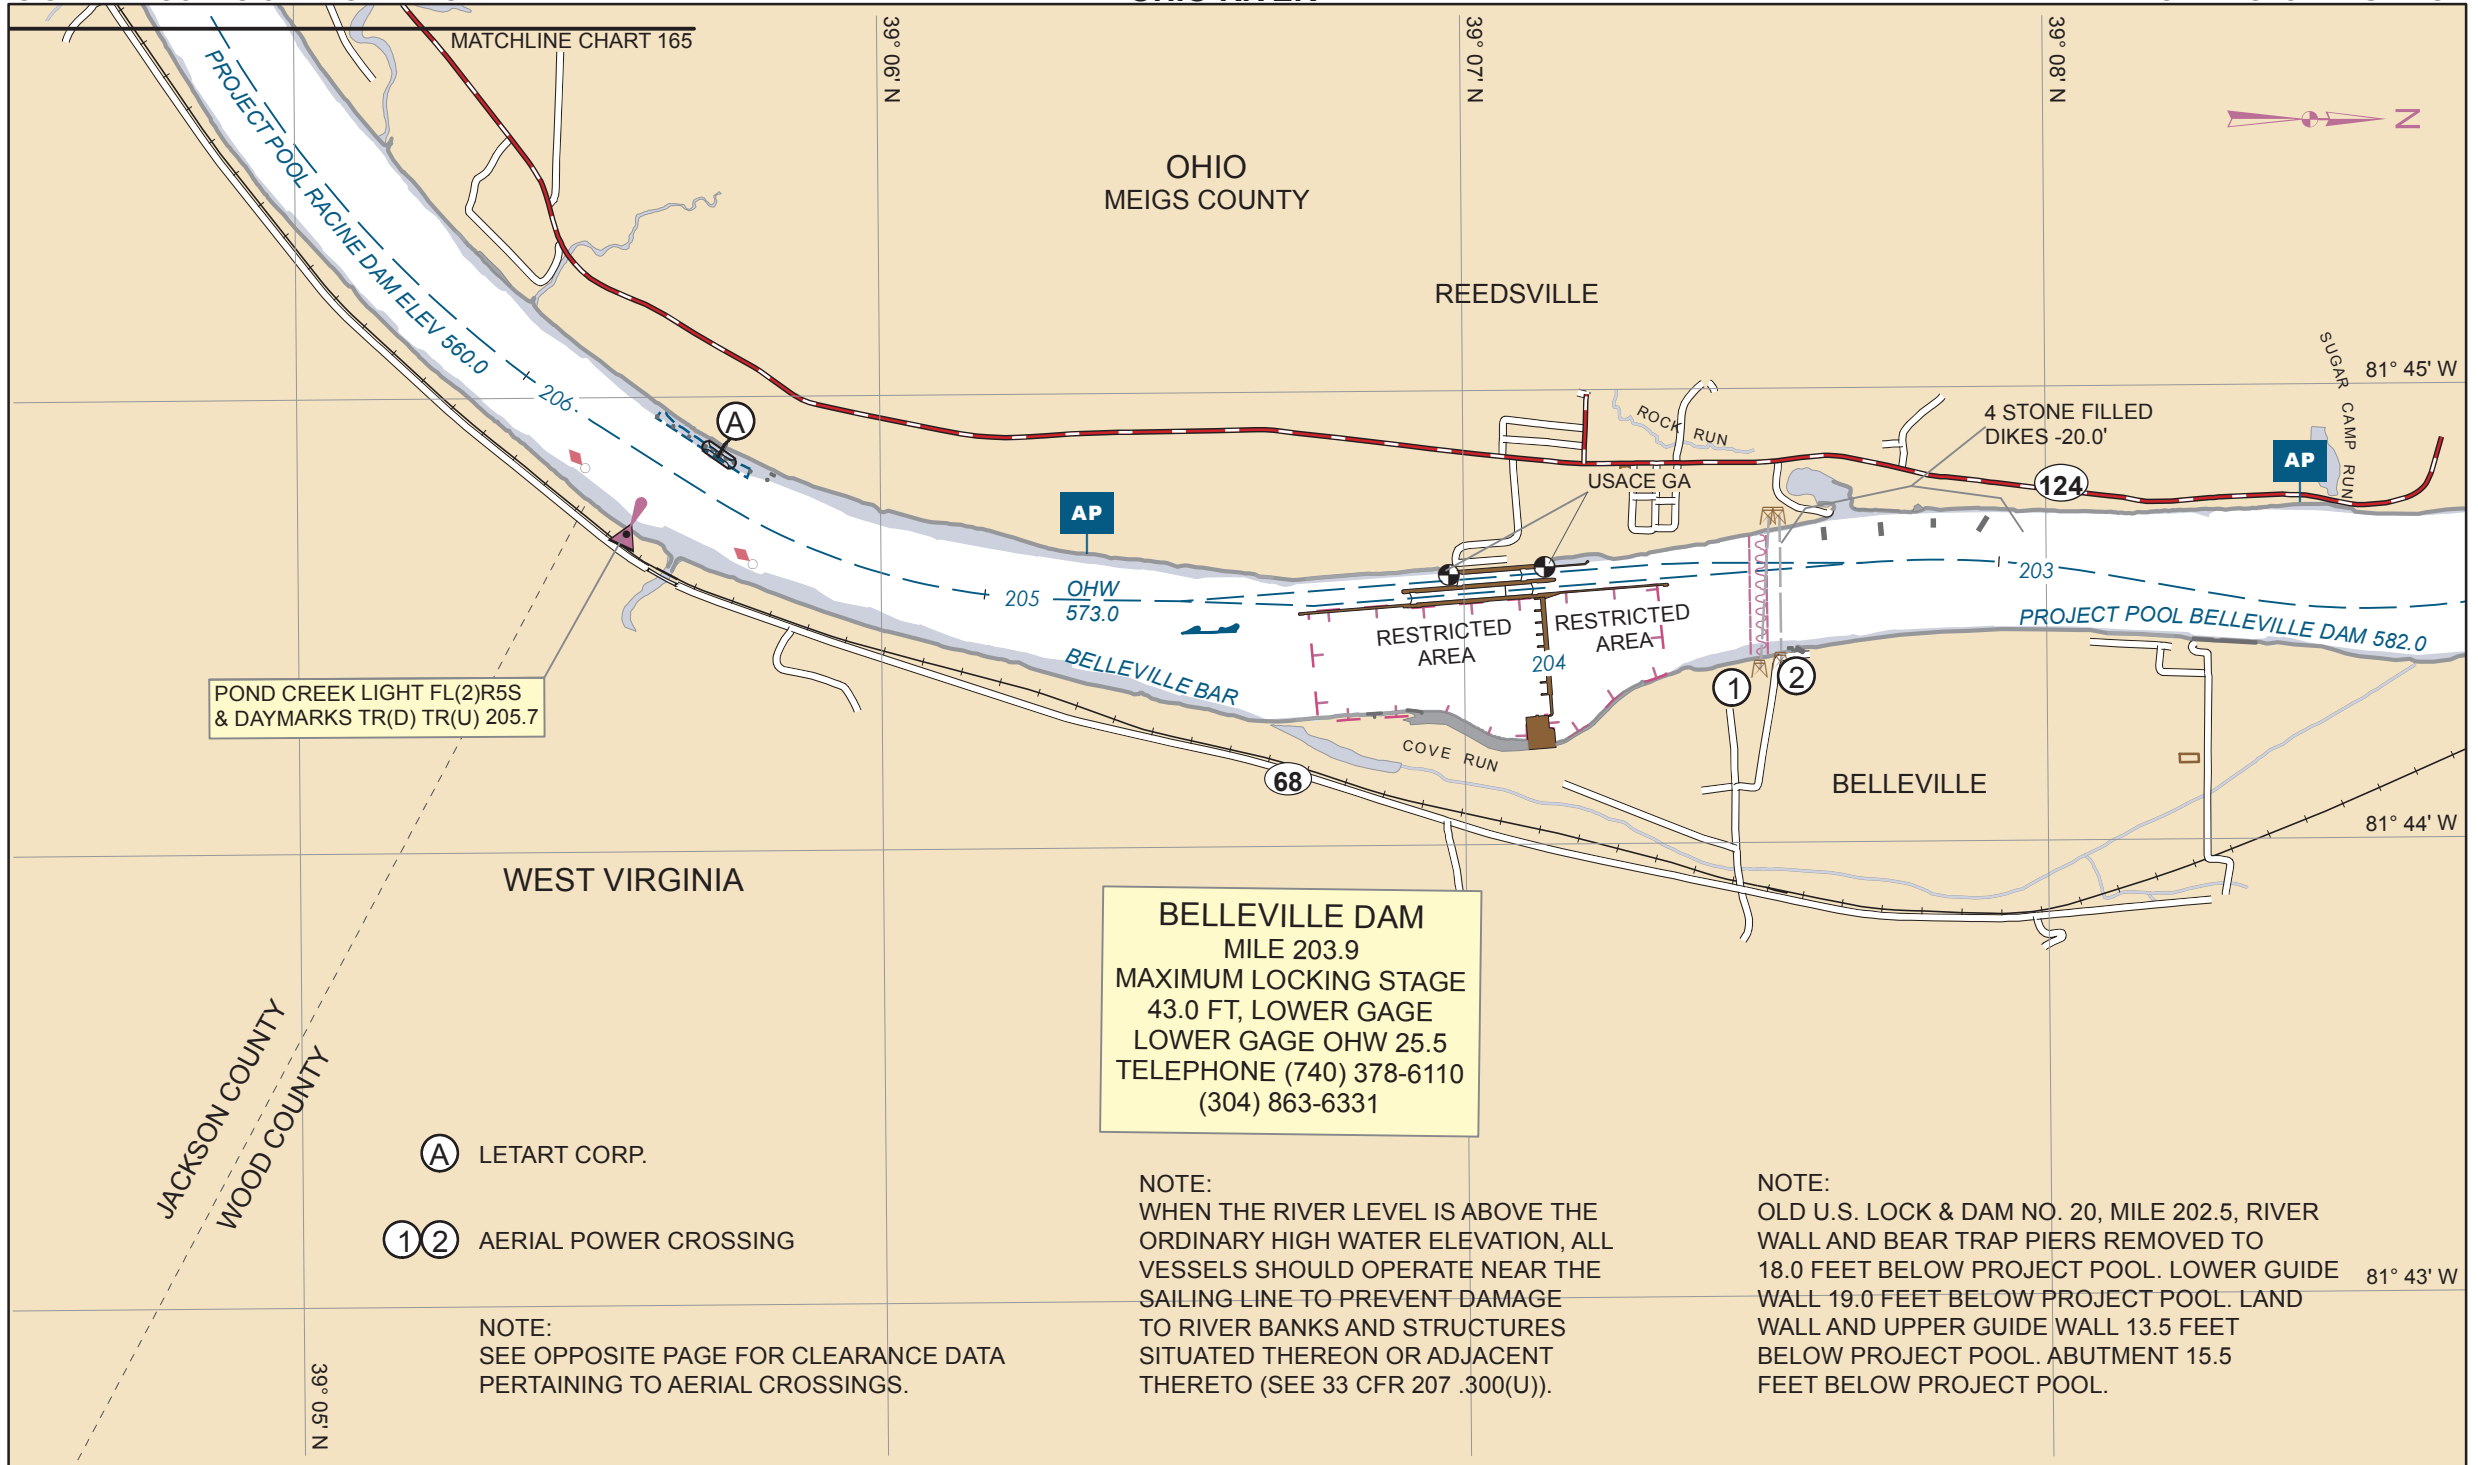 MATCHLINE CHART 165
39° 06' N
39° 07' N
39° 08' N
N
PROJECT POOL RACINE DAM ELEV 560.0
OHIO
MEIGS COUNTY
REEDSVILLE
SUGAR CAMP RUN
81° 45' W
206
A
ROCK RUN
4 STONE FILLED
DIKES -20.0'
AP
USACE GA
124
AP
205
OHW
573.0
203
RESTRICTED
AREA
RESTRICTED
AREA
204
PROJECT POOL BELLEVILLE DAM 582.0
BELLEVILLE BAR
1
2
POND CREEK LIGHT FL(2)R5S
& DAYMARKS TR(D) TR(U) 205.7
COVE RUN
68
BELLEVILLE
81° 44' W
WEST VIRGINIA
BELLEVILLE DAM
MILE 203.9
MAXIMUM LOCKING STAGE
43.0 FT, LOWER GAGE
LOWER GAGE OHW 25.5
TELEPHONE (740) 378-6110
(304) 863-6331
JACKSON COUNTY
WOOD COUNTY
A LETART CORP.
1 2 AERIAL POWER CROSSING
NOTE:
SEE OPPOSITE PAGE FOR CLEARANCE DATA
PERTAINING TO AERIAL CROSSINGS.
39° 05' N
NOTE:
WHEN THE RIVER LEVEL IS ABOVE THE
ORDINARY HIGH WATER ELEVATION, ALL
VESSELS SHOULD OPERATE NEAR THE
SAILING LINE TO PREVENT DAMAGE
TO RIVER BANKS AND STRUCTURES
SITUATED THEREON OR ADJACENT
THERETO (SEE 33 CFR 207 .300(U)).
NOTE:
OLD U.S. LOCK & DAM NO. 20, MILE 202.5, RIVER
WALL AND BEAR TRAP PIERS REMOVED TO
18.0 FEET BELOW PROJECT POOL. LOWER GUIDE
WALL 19.0 FEET BELOW PROJECT POOL. LAND
WALL AND UPPER GUIDE WALL 13.5 FEET
BELOW PROJECT POOL. ABUTMENT 15.5
FEET BELOW PROJECT POOL.
81° 43' W